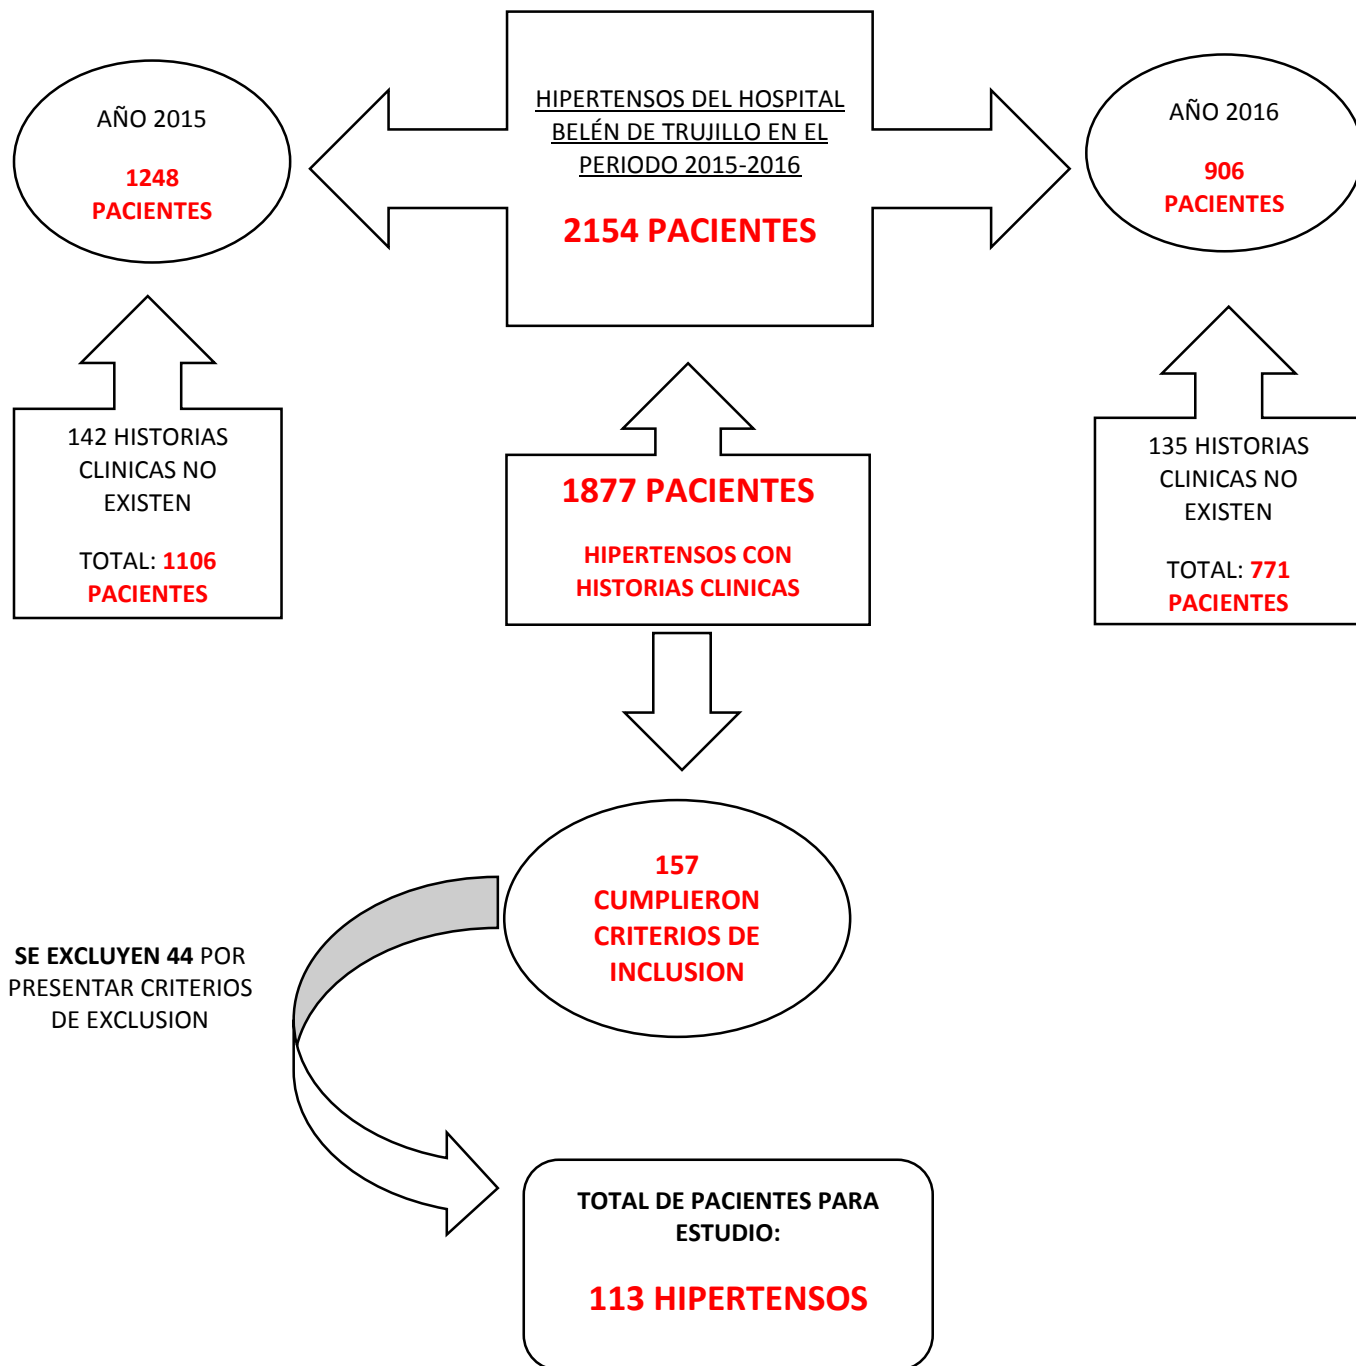 HIPERTENSOS DEL HOSPITAL
BELÉN DE TRUJILLO EN EL
PERIODO 2015-2016
2154 PACIENTES
AÑO 2015
1248
PACIENTES
AÑO 2016
906
PACIENTES
142 HISTORIAS
CLINICAS NO
EXISTEN
TOTAL: 1106
PACIENTES
1877 PACIENTES
HIPERTENSOS CON
HISTORIAS CLINICAS
135 HISTORIAS
CLINICAS NO
EXISTEN
TOTAL: 771
PACIENTES
157
CUMPLIERON
CRITERIOS DE
INCLUSION
SE EXCLUYEN 44 POR
PRESENTAR CRITERIOS
DE EXCLUSION
TOTAL DE PACIENTES PARA
ESTUDIO:
113 HIPERTENSOS